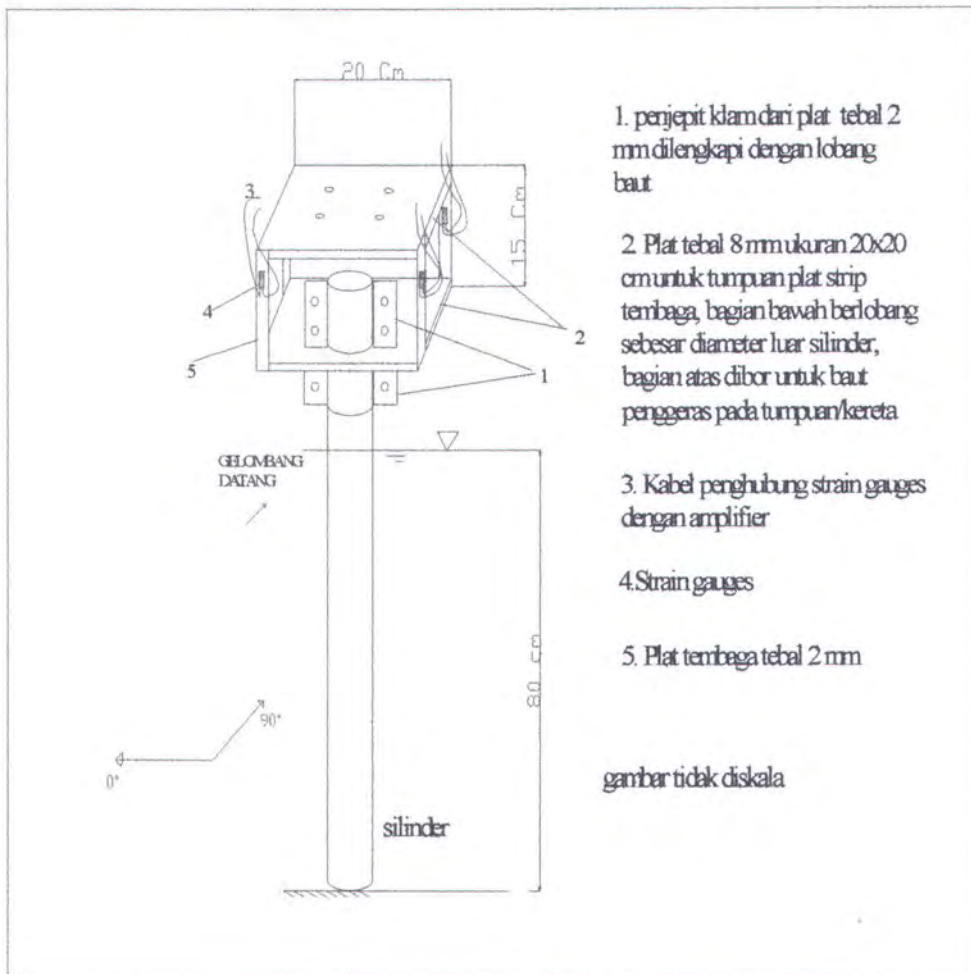 20 Cm
1. penjepit klam dari plat tebal 2
mm dilengkapi dengan lobang
baut
3
15 Cm
2. Plat tebal 8 mm ukuran 20x20
cm untuk tumpuan plat strip
tembaga, bagian bawah berlobang
sebesar diameter luar silinder,
bagian atas dibor untuk baut
penggeras pada tumpuan/kereta
4
2
5
1
GELOMBANG
DATANG
3. Kabel penghubung strain gauges
dengan amplifier
4.Strain gauges
5. Plat tembaga tebal 2 mm
80 cm
90°
0°
gambar tidak diskala
silinder